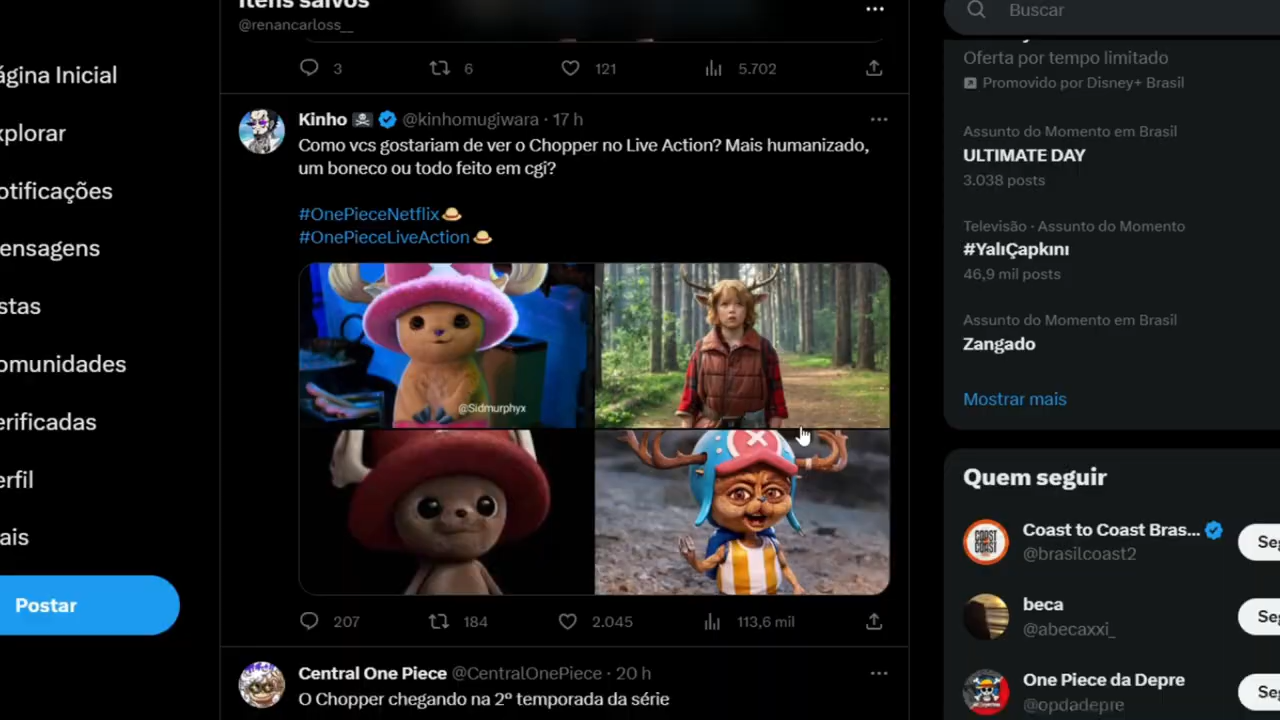 Itens salvos
@renancarloss__
ágina Inicial
xplorar
otificações
ensagens
stas
omunidades
erificadas
erfil
ais
Postar
3
6
121
5.702
Kinho @kinhomugiwara · 17 h
Como vcs gostariam de ver o Chopper no Live Action? Mais humanizado,
um boneco ou todo feito em cgi?
#OnePieceNetflix
#OnePieceLiveAction
@Sidmurphyx
207
184
2.045
113,6 mil
Central One Piece @CentralOnePiece · 20 h
O Chopper chegando na 2º temporada da série
Buscar
Oferta por tempo limitado
Promovido por Disney+ Brasil
Assunto do Momento em Brasil
ULTIMATE DAY
3.038 posts
Televisão · Assunto do Momento
#YalıÇapkını
46,9 mil posts
Assunto do Momento em Brasil
Zangado
Mostrar mais
Quem seguir
Coast to Coast Bras...
@brasilcoast2
Seg
beca
@abecaxxi_
Seg
One Piece da Depre
@opdadepre
Seg